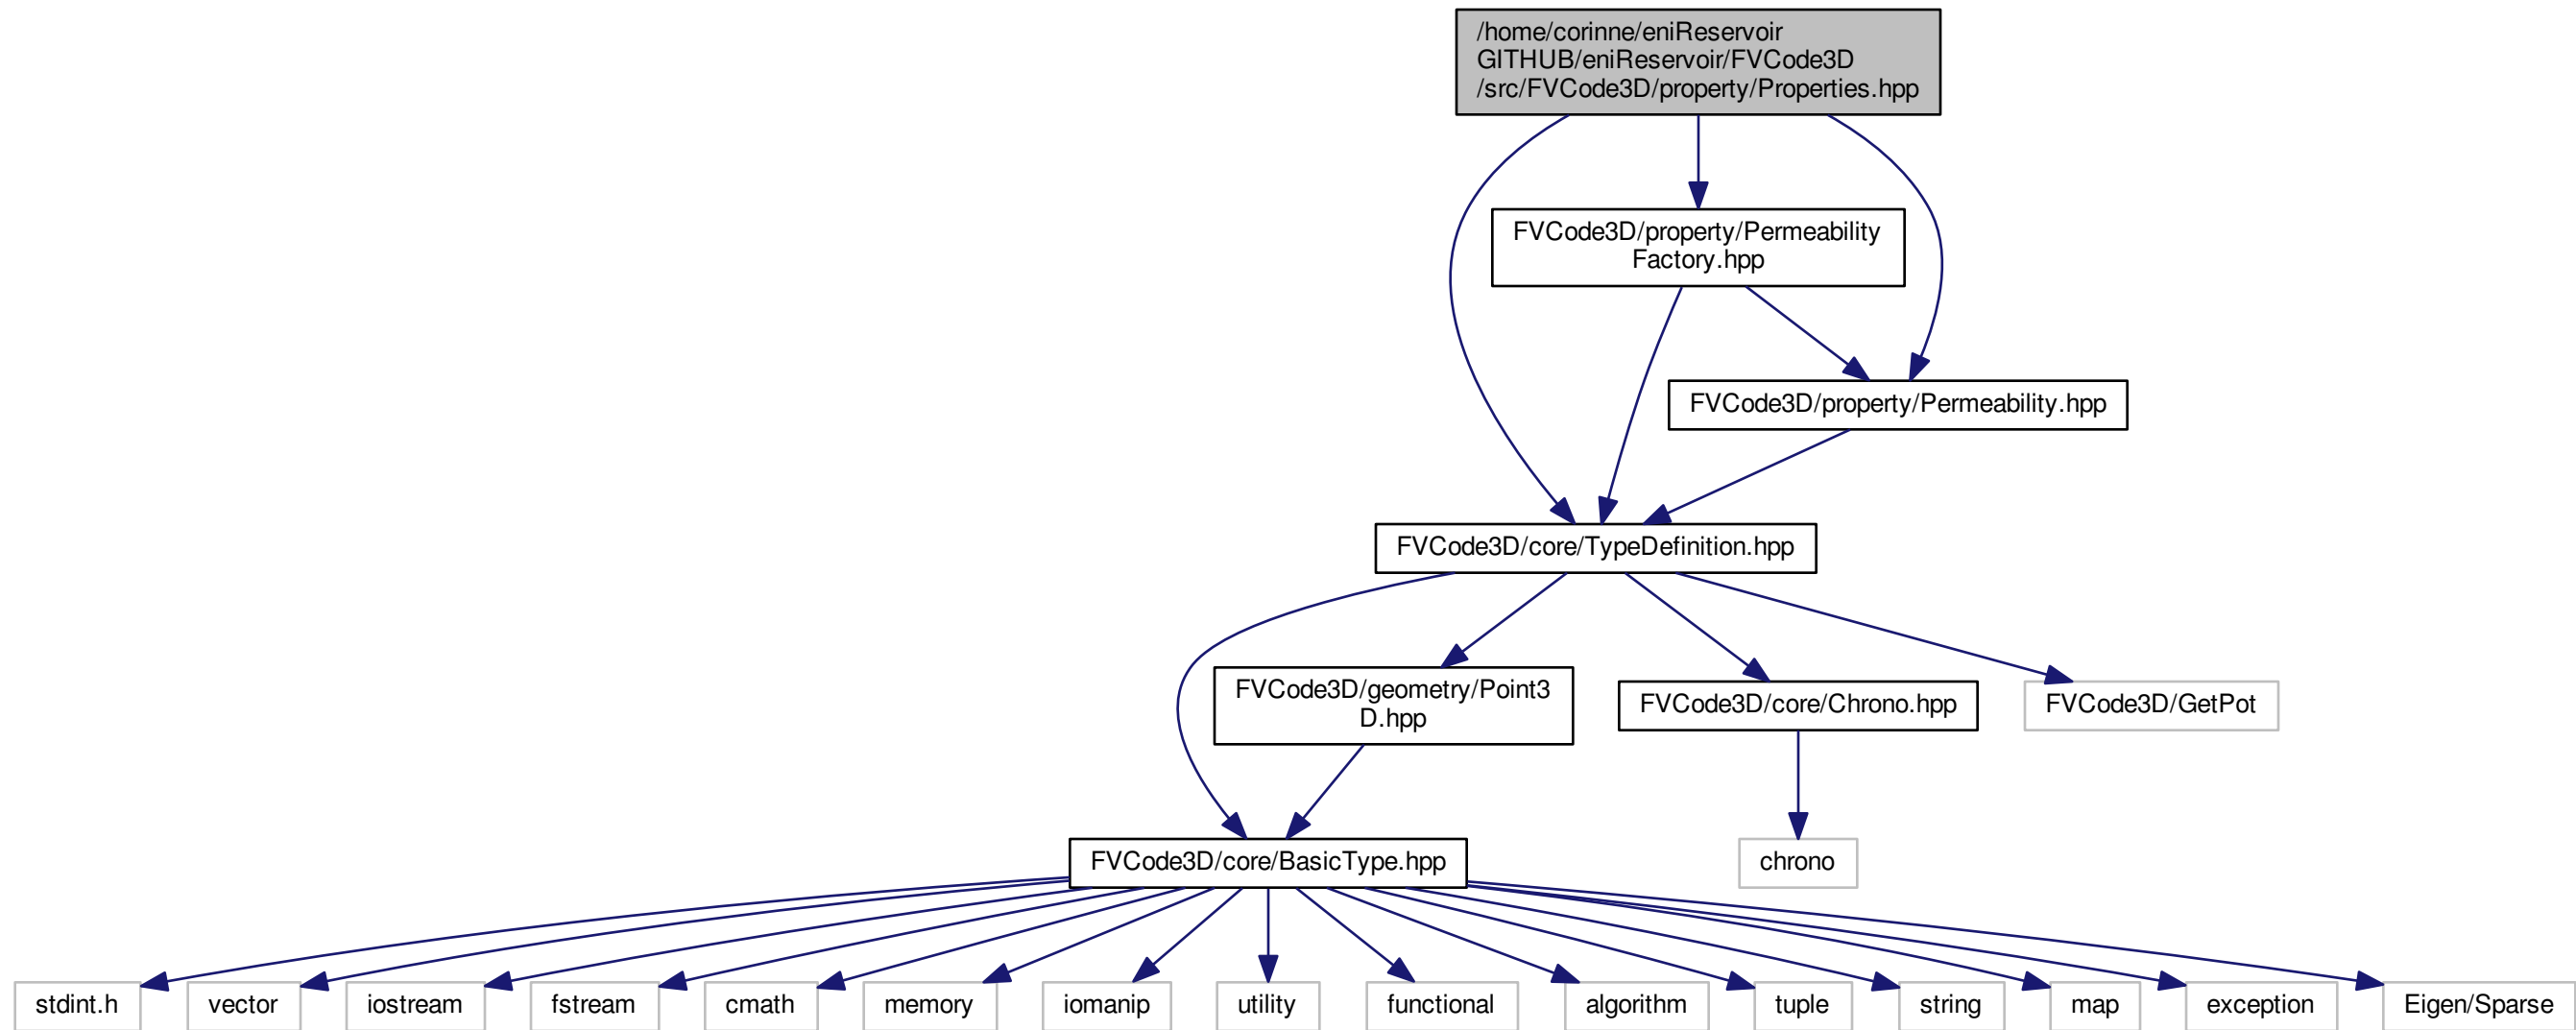 /home/corinne/eniReservoir
GITHUB/eniReservoir/FVCode3D
/src/FVCode3D/property/Properties.hpp
FVCode3D/property/Permeability
Factory.hpp
FVCode3D/property/Permeability.hpp
FVCode3D/core/TypeDefinition.hpp
FVCode3D/geometry/Point3
D.hpp
FVCode3D/core/Chrono.hpp
FVCode3D/GetPot
FVCode3D/core/BasicType.hpp
chrono
stdint.h
vector
iostream
fstream
cmath
memory
iomanip
utility
functional
algorithm
tuple
string
map
exception
Eigen/Sparse